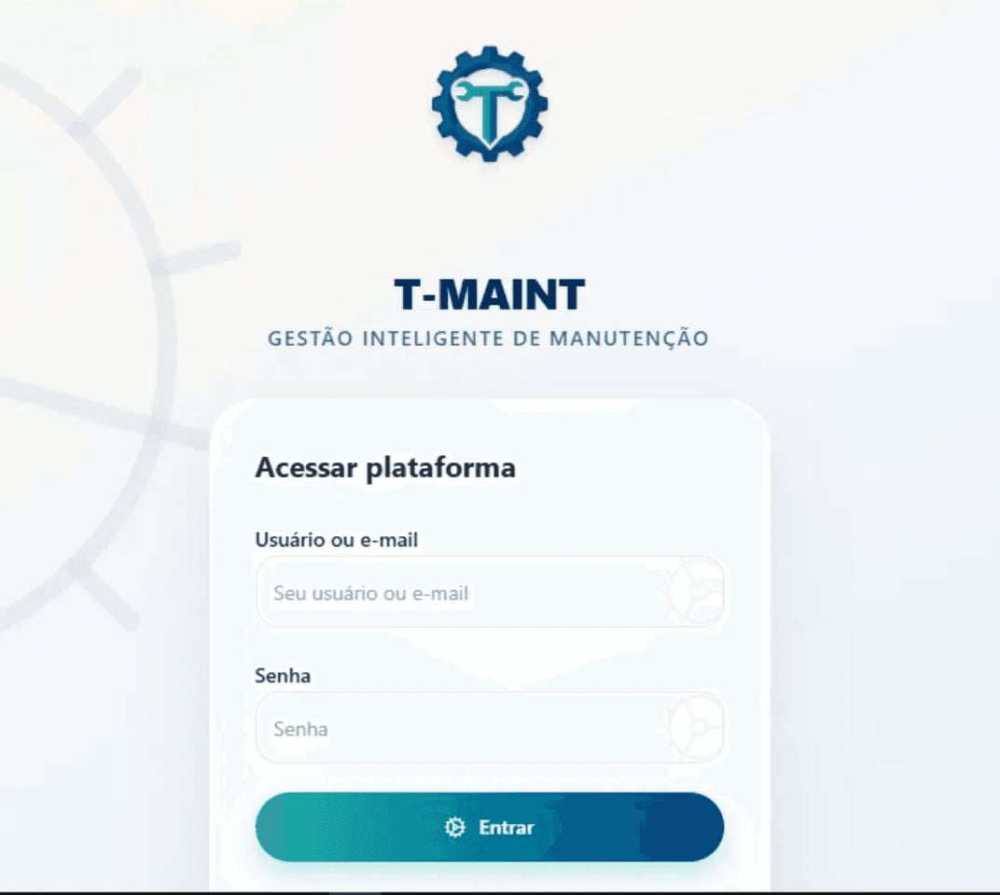 T
T-MAINT
GESTÃO INTELIGENTE DE MANUTENÇÃO
Acessar plataforma
Usuário ou e-mail
Seu usuário ou e-mail
Senha
Senha
Entrar